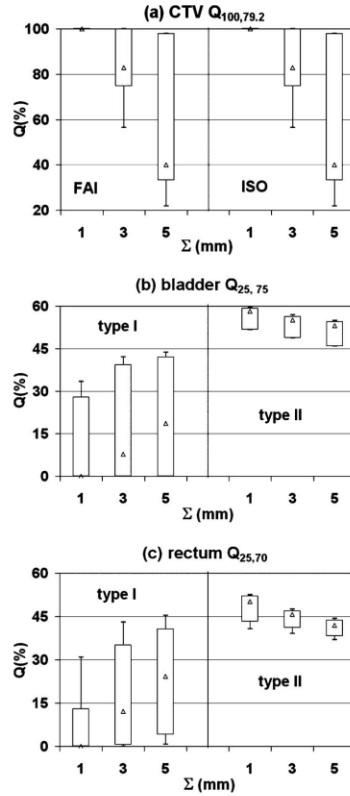 (a) CTV Q100,79.2
Q(%)
100
80
60
40
20
FAI
ISO
1 3 5 1 3 5
Σ (mm)
(b) bladder Q25, 75
Q(%)
60
45
30
15
0
type I
type II
1 3 5 1 3 5
Σ (mm)
(c) rectum Q25,70
Q(%)
60
45
30
15
0
type I
type II
1 3 5 1 3 5
Σ (mm)